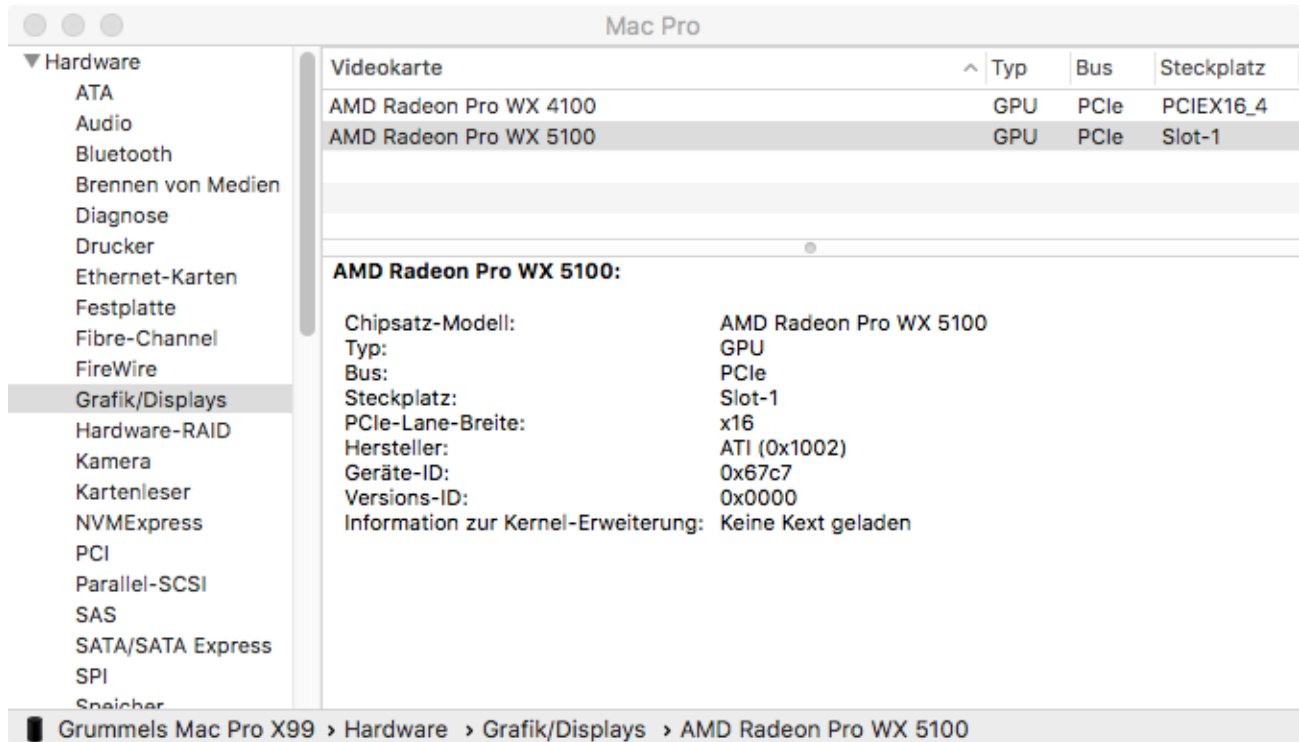 Mac Pro
Hardware
ATA
Audio
Bluetooth
Brennen von Medien
Diagnose
Drucker
Ethernet-Karten
Festplatte
Fibre-Channel
FireWire
Grafik/Displays
Hardware-RAID
Kamera
Kartenleser
NVMExpress
PCI
Parallel-SCSI
SAS
SATA/SATA Express
SPI
Speicher
Videokarte Typ Bus Steckplatz
AMD Radeon Pro WX 4100 GPU PCIe PCIEX16_4
AMD Radeon Pro WX 5100 GPU PCIe Slot-1
AMD Radeon Pro WX 5100:
Chipsatz-Modell: AMD Radeon Pro WX 5100
Typ: GPU
Bus: PCIe
Steckplatz: Slot-1
PCIe-Lane-Breite: x16
Hersteller: ATI (0x1002)
Geräte-ID: 0x67c7
Versions-ID: 0x0000
Information zur Kernel-Erweiterung: Keine Kext geladen
Grummels Mac Pro X99 › Hardware › Grafik/Displays › AMD Radeon Pro WX 5100